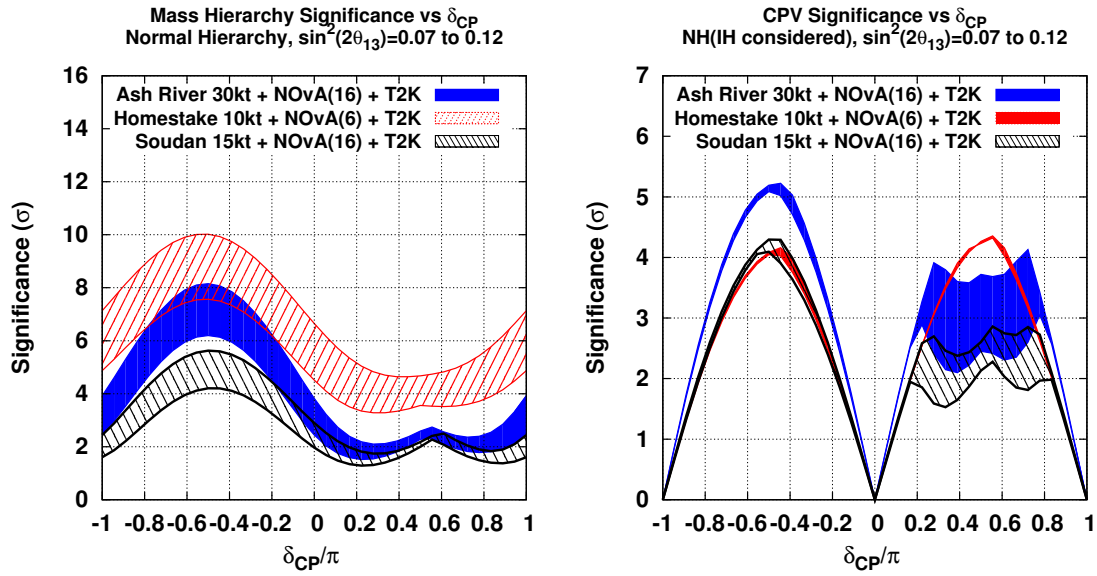 Mass Hierarchy Significance vs δCP
Normal Hierarchy, sin²(2θ13)=0.07 to 0.12
Ash River 30kt + NOvA(16) + T2K
Homestake 10kt + NOvA(6) + T2K
Soudan 15kt + NOvA(16) + T2K
Significance (σ)
16
14
12
10
8
6
4
2
0
-1 -0.8 -0.6 -0.4 -0.2 0 0.2 0.4 0.6 0.8 1
δCP/π
CPV Significance vs δCP
NH(IH considered), sin²(2θ13)=0.07 to 0.12
Ash River 30kt + NOvA(16) + T2K
Homestake 10kt + NOvA(6) + T2K
Soudan 15kt + NOvA(16) + T2K
Significance (σ)
7
6
5
4
3
2
1
0
-1 -0.8 -0.6 -0.4 -0.2 0 0.2 0.4 0.6 0.8 1
δCP/π